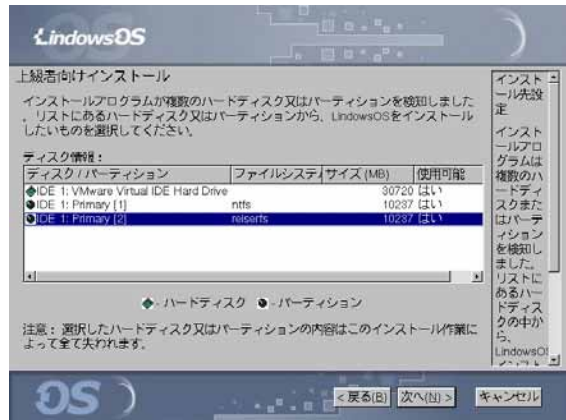 LindowsOS
上級者向けインストール
インストールプログラムが複数のハードディスク又はパーティションを検知しました
。リストにあるハードディスク又はパーティションから、LindowsOSをインストール
したいものを選択してください。
ディスク情報：
ディスク / パーティション ファイルシステム サイズ (MB) 使用可能
IDE 1: VMware Virtual IDE Hard Drive 30720 はい
IDE 1: Primary [1] ntfs 10237 はい
IDE 1: Primary [2] reiserfs 10237 はい
- ハードディスク - パーティション
注意： 選択したハードディスク又はパーティションの内容はこのインストール作業に
よって全て失われます。
インスト
ール先設
定
インスト
ールプロ
グラムは
複数のハ
ードディ
スクまた
はパーテ
ィション
を検知し
ました。
リストに
あるハー
ドディス
クの中か
ら、
LindowsO
OS
< 戻る(B) 次へ(N) > キャンセル